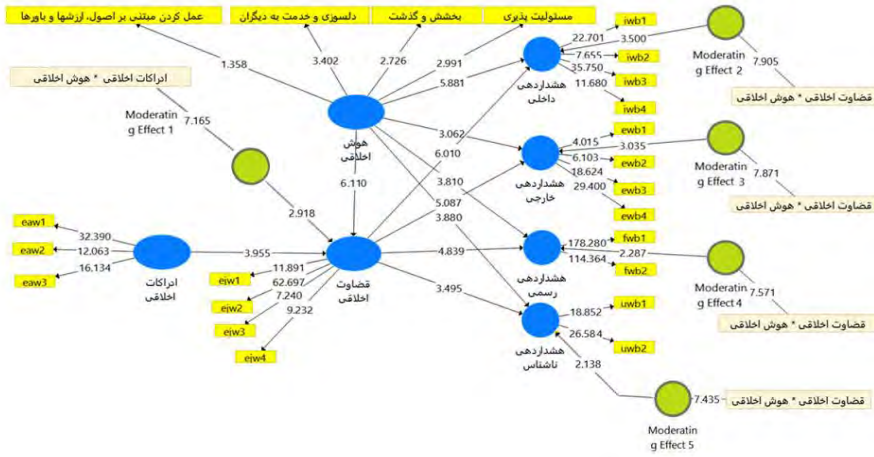 عمل کردن مبتنی بر اصول، ارزشها و باورها
دلسوزی و خدمت به دیگران
بخشش و گذشت
مسئولیت پذیری
1.358
3.402
2.726
2.991
5.881
ادراکات اخلاقی * هوش اخلاقی
7.165
Moderatin
g Effect 1
2.918
هوش
اخلاقی
6.110
6.010
3.062
3.810
5.087
3.880
4.839
3.495
eaw1
eaw2
eaw3
32.390
12.063
16.134
ادراکات
اخلاقی
3.955
قضاوت
اخلاقی
11.891
62.697
7.240
9.232
ejw1
ejw2
ejw3
ejw4
هشداردهی
داخلی
22.701
7.655
35.750
11.680
iwb1
iwb2
iwb3
iwb4
3.500
Moderatin
g Effect 2
7.905
قضاوت اخلاقی * هوش اخلاقی
هشداردهی
خارجی
4.015
6.103
18.624
29.400
ewb1
ewb2
ewb3
ewb4
3.035
Moderatin
g Effect 3
7.871
قضاوت اخلاقی * هوش اخلاقی
هشداردهی
رسمی
178.280
114.364
fwb1
fwb2
2.287
Moderatin
g Effect 4
7.571
قضاوت اخلاقی * هوش اخلاقی
هشداردهی
ناشناس
18.852
26.584
uwb1
uwb2
2.138
Moderatin
g Effect 5
7.435
قضاوت اخلاقی * هوش اخلاقی